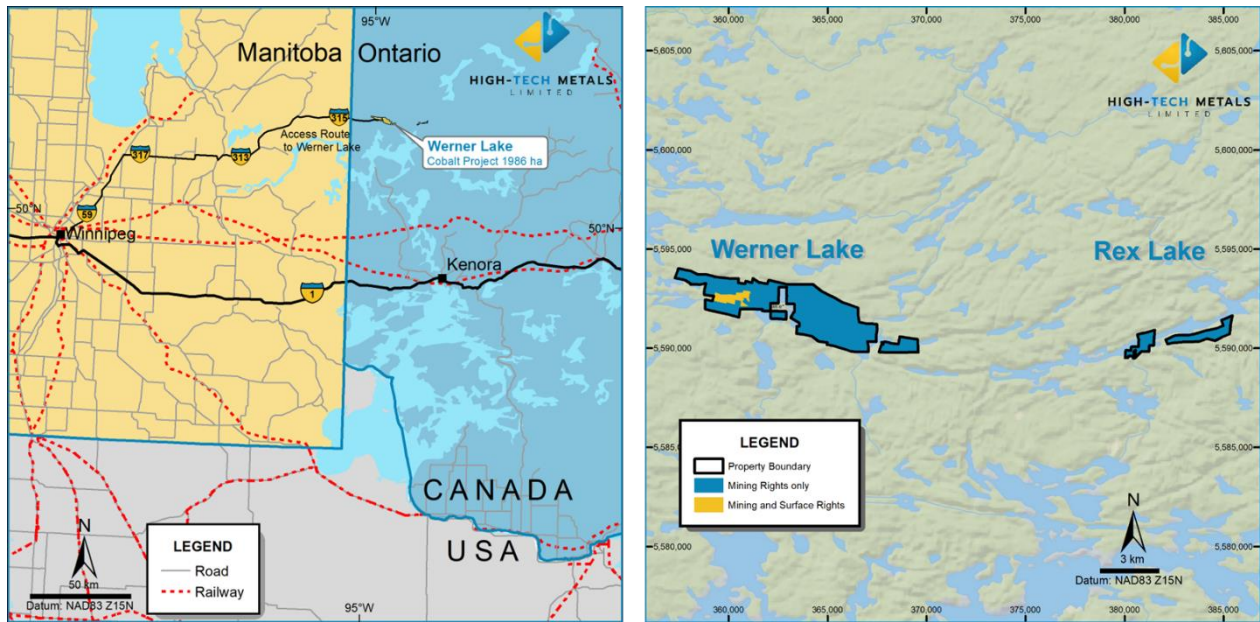 95°W
Manitoba
Ontario
HIGH-TECH METALS
LIMITED
315
Access Route
to Werner Lake
317
313
Werner Lake
Cobalt Project 1986 ha
50°N
59
Winnipeg
50°N
Kenora
1
CANADA
USA
N
50 km
Datum: NAD83 Z15N
LEGEND
Road
Railway
95°W
360,000
365,000
370,000
375,000
380,000
385,000
5,605,000
5,605,000
HIGH-TECH METALS
LIMITED
5,600,000
5,600,000
5,595,000
5,595,000
Werner Lake
Rex Lake
5,590,000
5,590,000
LEGEND
Property Boundary
Mining Rights only
Mining and Surface Rights
5,585,000
5,585,000
5,580,000
5,580,000
N
3 km
Datum: NAD83 Z15N
360,000
365,000
370,000
375,000
380,000
385,000